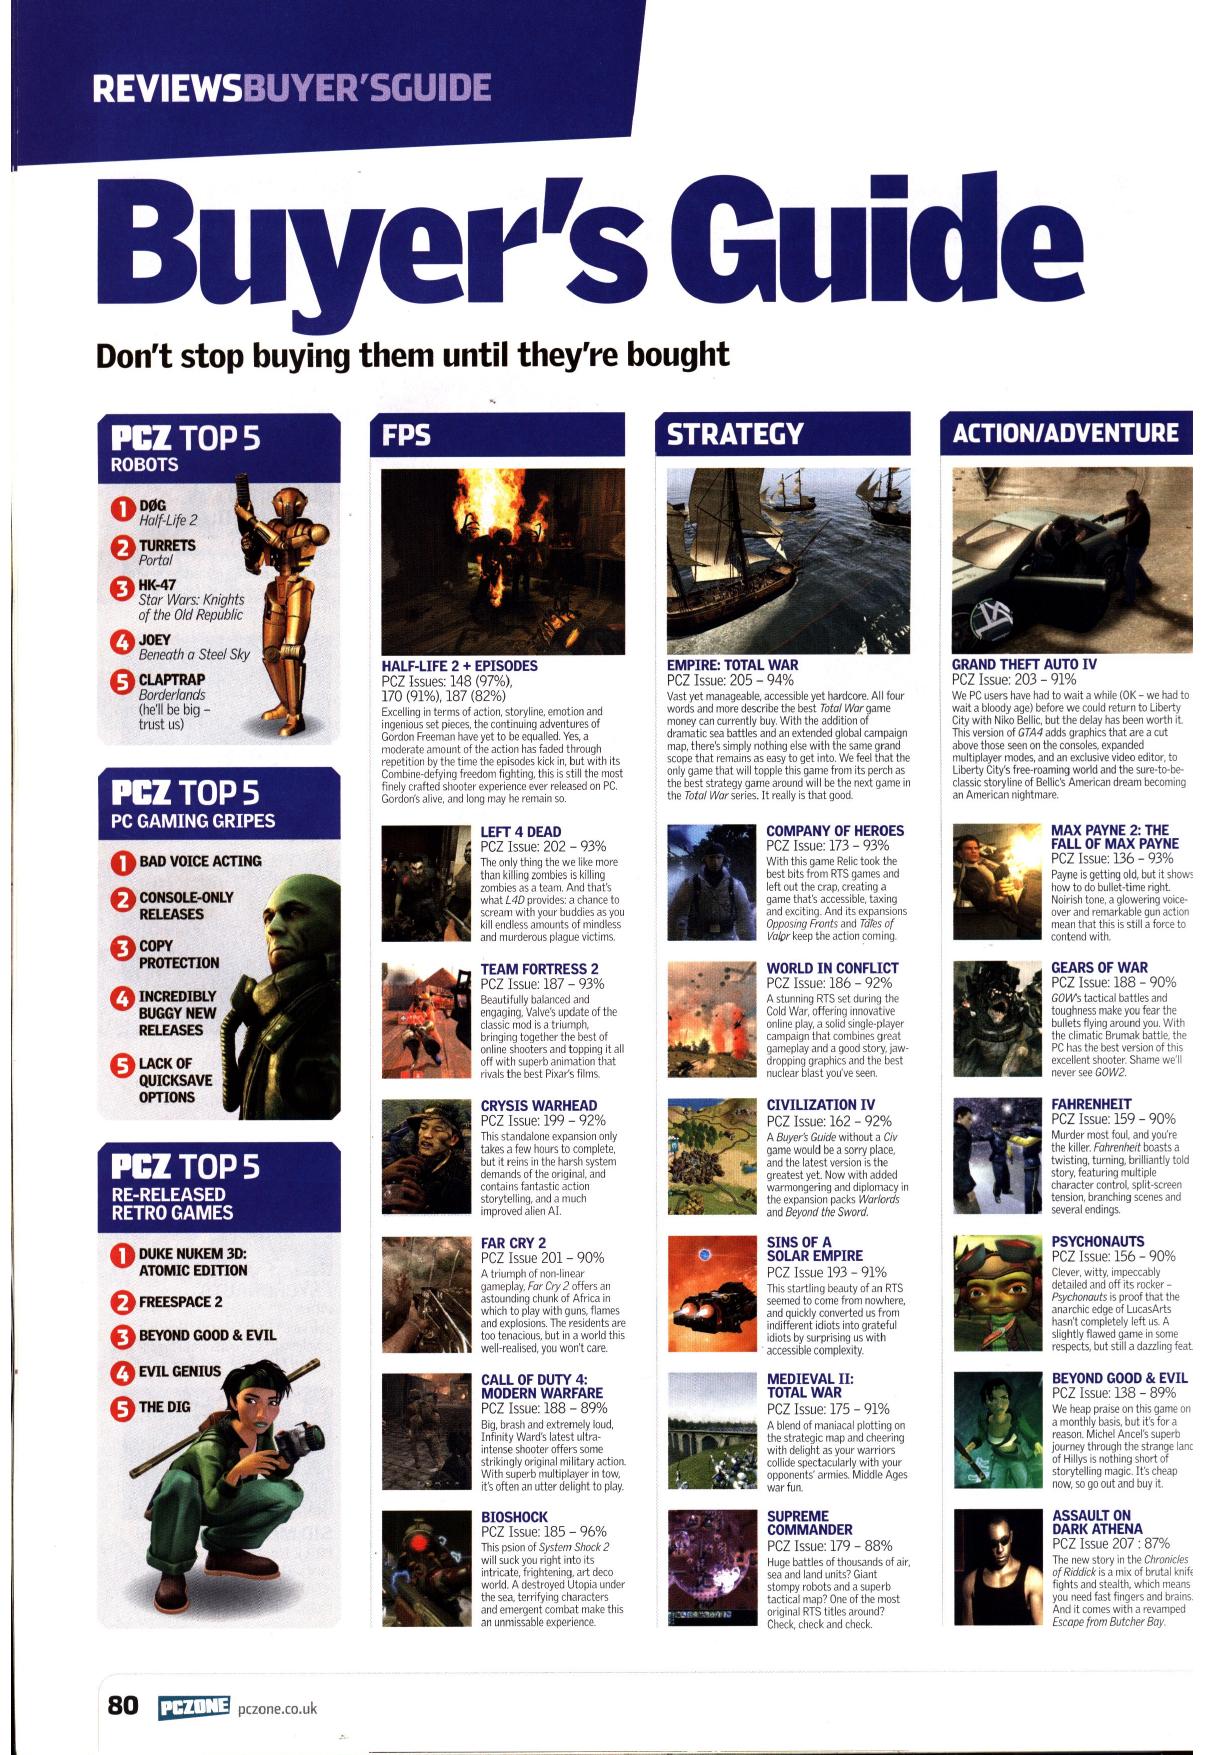 REVIEWSBUYER'SGUIDE
Buyer's Guide
Don't stop buying them until they're bought
PCZ TOP 5
ROBOTS
1 DØG
Half-Life 2
2 TURRETS
Portal
3 HK-47
Star Wars: Knights
of the Old Republic
4 JOEY
Beneath a Steel Sky
5 CLAPTRAP
Borderlands
(he'll be big –
trust us)
PCZ TOP 5
PC GAMING GRIPES
1 BAD VOICE ACTING
2 CONSOLE-ONLY
RELEASES
3 COPY
PROTECTION
4 INCREDIBLY
BUGGY NEW
RELEASES
5 LACK OF
QUICKSAVE
OPTIONS
PCZ TOP 5
RE-RELEASED
RETRO GAMES
1 DUKE NUKEM 3D:
ATOMIC EDITION
2 FREESPACE 2
3 BEYOND GOOD & EVIL
4 EVIL GENIUS
5 THE DIG
FPS
HALF-LIFE 2 + EPISODES
PCZ Issues: 148 (97%),
170 (91%), 187 (82%)
Excelling in terms of action, storyline, emotion and
ingenious set pieces, the continuing adventures of
Gordon Freeman have yet to be equalled. Yes, a
moderate amount of the action has faded through
repetition by the time the episodes kick in, but with its
Combine-defying freedom fighting, this is still the most
finely crafted shooter experience ever released on PC.
Gordon's alive, and long may he remain so.
LEFT 4 DEAD
PCZ Issue: 202 – 93%
The only thing the we like more
than killing zombies is killing
zombies as a team. And that's
what L4D provides: a chance to
scream with your buddies as you
kill endless amounts of mindless
and murderous plague victims.
TEAM FORTRESS 2
PCZ Issue: 187 – 93%
Beautifully balanced and
engaging, Valve's update of the
classic mod is a triumph,
bringing together the best of
online shooters and topping it all
off with superb animation that
rivals the best Pixar's films.
CRYSIS WARHEAD
PCZ Issue: 199 – 92%
This standalone expansion only
takes a few hours to complete,
but it reins in the harsh system
demands of the original, and
contains fantastic action
storytelling, and a much
improved alien AI.
FAR CRY 2
PCZ Issue 201 – 90%
A triumph of non-linear
gameplay, Far Cry 2 offers an
astounding chunk of Africa in
which to play with guns, flames
and explosions. The residents are
too tenacious, but in a world this
well-realised, you won't care.
CALL OF DUTY 4:
MODERN WARFARE
PCZ Issue: 188 – 89%
Big, brash and extremely loud,
Infinity Ward's latest ultra-
intense shooter offers some
strikingly original military action.
With superb multiplayer in tow,
it's often an utter delight to play.
BIOSHOCK
PCZ Issue: 185 – 96%
This psion of System Shock 2
will suck you right into its
intricate, frightening, art deco
world. A destroyed Utopia under
the sea, terrifying characters
and emergent combat make this
an unmissable experience.
STRATEGY
EMPIRE: TOTAL WAR
PCZ Issue: 205 – 94%
Vast yet manageable, accessible yet hardcore. All four
words and more describe the best Total War game
money can currently buy. With the addition of
dramatic sea battles and an extended global campaign
map, there's simply nothing else with the same grand
scope that remains as easy to get into. We feel that the
only game that will topple this game from its perch as
the best strategy game around will be the next game in
the Total War series. It really is that good.
COMPANY OF HEROES
PCZ Issue: 173 – 93%
With this game Relic took the
best bits from RTS games and
left out the crap, creating a
game that's accessible, taxing
and exciting. And its expansions
Opposing Fronts and Tales of
Valor keep the action coming.
WORLD IN CONFLICT
PCZ Issue: 186 – 92%
A stunning RTS set during the
Cold War, offering innovative
online play, a solid single-player
campaign that combines great
gameplay and a good story, jaw-
dropping graphics and the best
nuclear blast you've seen.
CIVILIZATION IV
PCZ Issue: 162 – 92%
A Buyer's Guide without a Civ
game would be a sorry place,
and the latest version is the
greatest yet. Now with added
warmongering and diplomacy in
the expansion packs Warlords
and Beyond the Sword.
SINS OF A
SOLAR EMPIRE
PCZ Issue 193 – 91%
This startling beauty of an RTS
seemed to come from nowhere,
and quickly converted us from
indifferent idiots into grateful
idiots by surprising us with
accessible complexity.
MEDIEVAL II:
TOTAL WAR
PCZ Issue: 175 – 91%
A blend of maniacal plotting on
the strategic map and cheering
with delight as your warriors
collide spectacularly with your
opponents' armies. Middle Ages
war fun.
SUPREME
COMMANDER
PCZ Issue: 179 – 88%
Huge battles of thousands of air,
sea and land units? Giant
stompy robots and a superb
tactical map? One of the most
original RTS titles around?
Check, check and check.
ACTION/ADVENTURE
GRAND THEFT AUTO IV
PCZ Issue: 203 – 91%
We PC users have had to wait a while (OK – we had to
wait a bloody age) before we could return to Liberty
City with Niko Bellic, but the delay has been worth it.
This version of GTA4 adds graphics that are a cut
above those seen on the consoles, expanded
multiplayer modes, and an exclusive video editor, to
Liberty City's free-roaming world and the sure-to-be-
classic storyline of Bellic's American dream becoming
an American nightmare.
MAX PAYNE 2: THE
FALL OF MAX PAYNE
PCZ Issue: 136 – 93%
Payne is getting old, but it shows
how to do bullet-time right.
Noirish tone, a glowering voice-
over and remarkable gun action
mean that this is still a force to
contend with.
GEARS OF WAR
PCZ Issue: 188 – 90%
GOW's tactical battles and
toughness make you fear the
bullets flying around you. With
the climatic Brumak battle, the
PC has the best version of this
excellent shooter. Shame we'll
never see GOW2.
FAHRENHEIT
PCZ Issue: 159 – 90%
Murder most foul, and you're
the killer. Fahrenheit boasts a
twisting, turning, brilliantly told
story, featuring multiple
character control, split-screen
tension, branching scenes and
several endings.
PSYCHONAUTS
PCZ Issue: 156 – 90%
Clever, witty, impeccably
detailed and off its rocker –
Psychonauts is proof that the
anarchic edge of LucasArts
hasn't completely left us. A
slightly flawed game in some
respects, but still a dazzling feat.
BEYOND GOOD & EVIL
PCZ Issue: 138 – 89%
We heap praise on this game on
a monthly basis, but it's for a
reason. Michel Ancel's superb
journey through the strange land
of Hillys is nothing short of
storytelling magic. It's cheap
now, so go out and buy it.
ASSAULT ON
DARK ATHENA
PCZ Issue 207 : 87%
The new story in the Chronicles
of Riddick is a mix of brutal knife
fights and stealth, which means
you need fast fingers and brains.
And it comes with a revamped
Escape from Butcher Bay.
80 PCZONE pczone.co.uk